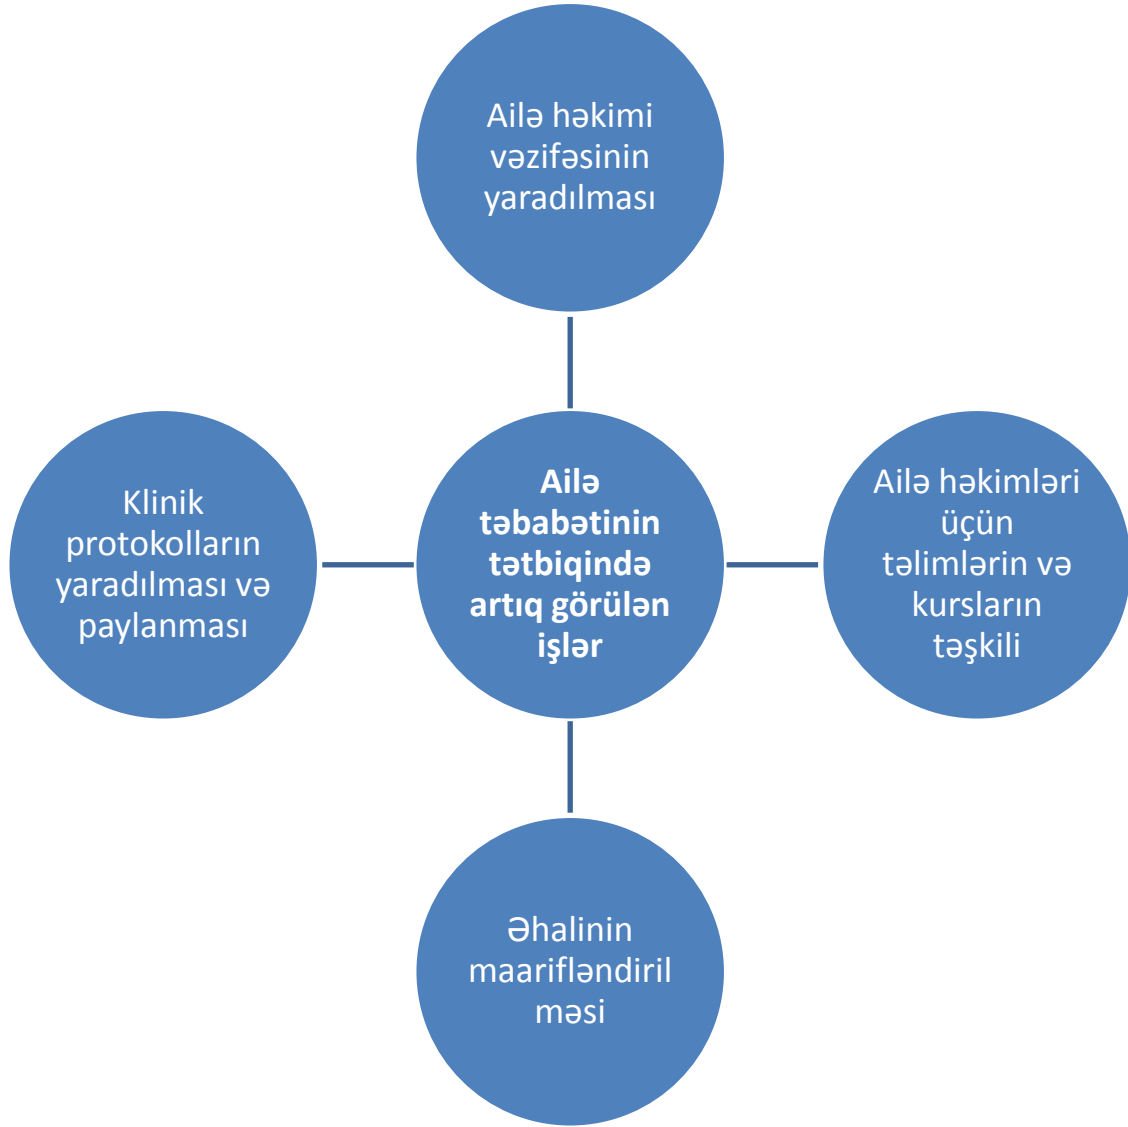 Ailə həkimi
vəzifəsinin
yaradılması
Klinik
protokolların
yaradılması və
paylanması
Ailə
təbabətinin
tətbiqində
artıq görülən
işlər
Ailə həkimləri
üçün
təlimlərin və
kursların
təşkili
Əhalinin
maarifləndiril
məsi